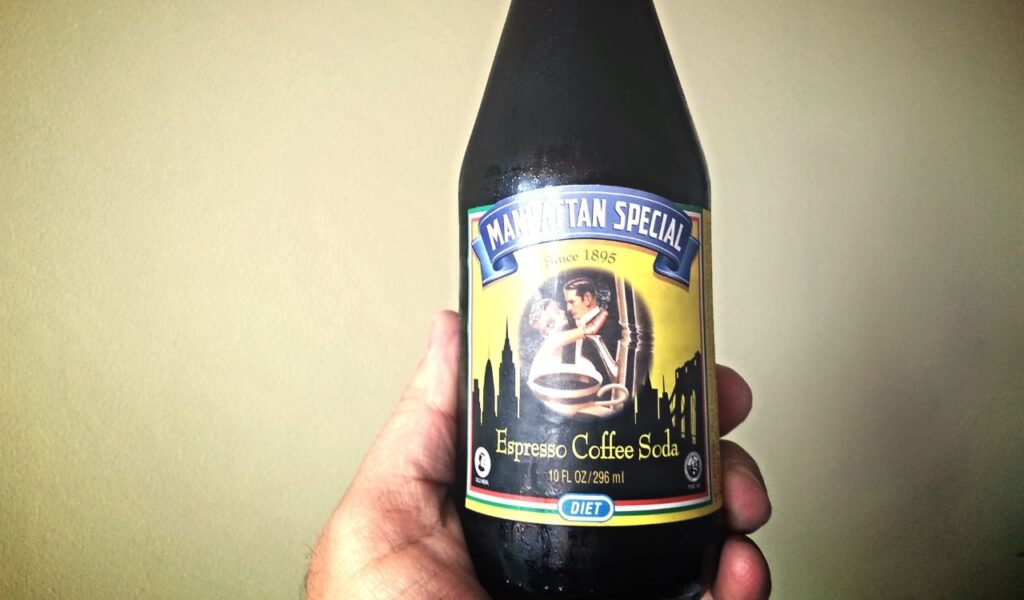 MANHATTAN SPECIAL
Since 1895
Espresso Coffee Soda
10 FL OZ/296 ml
DIET